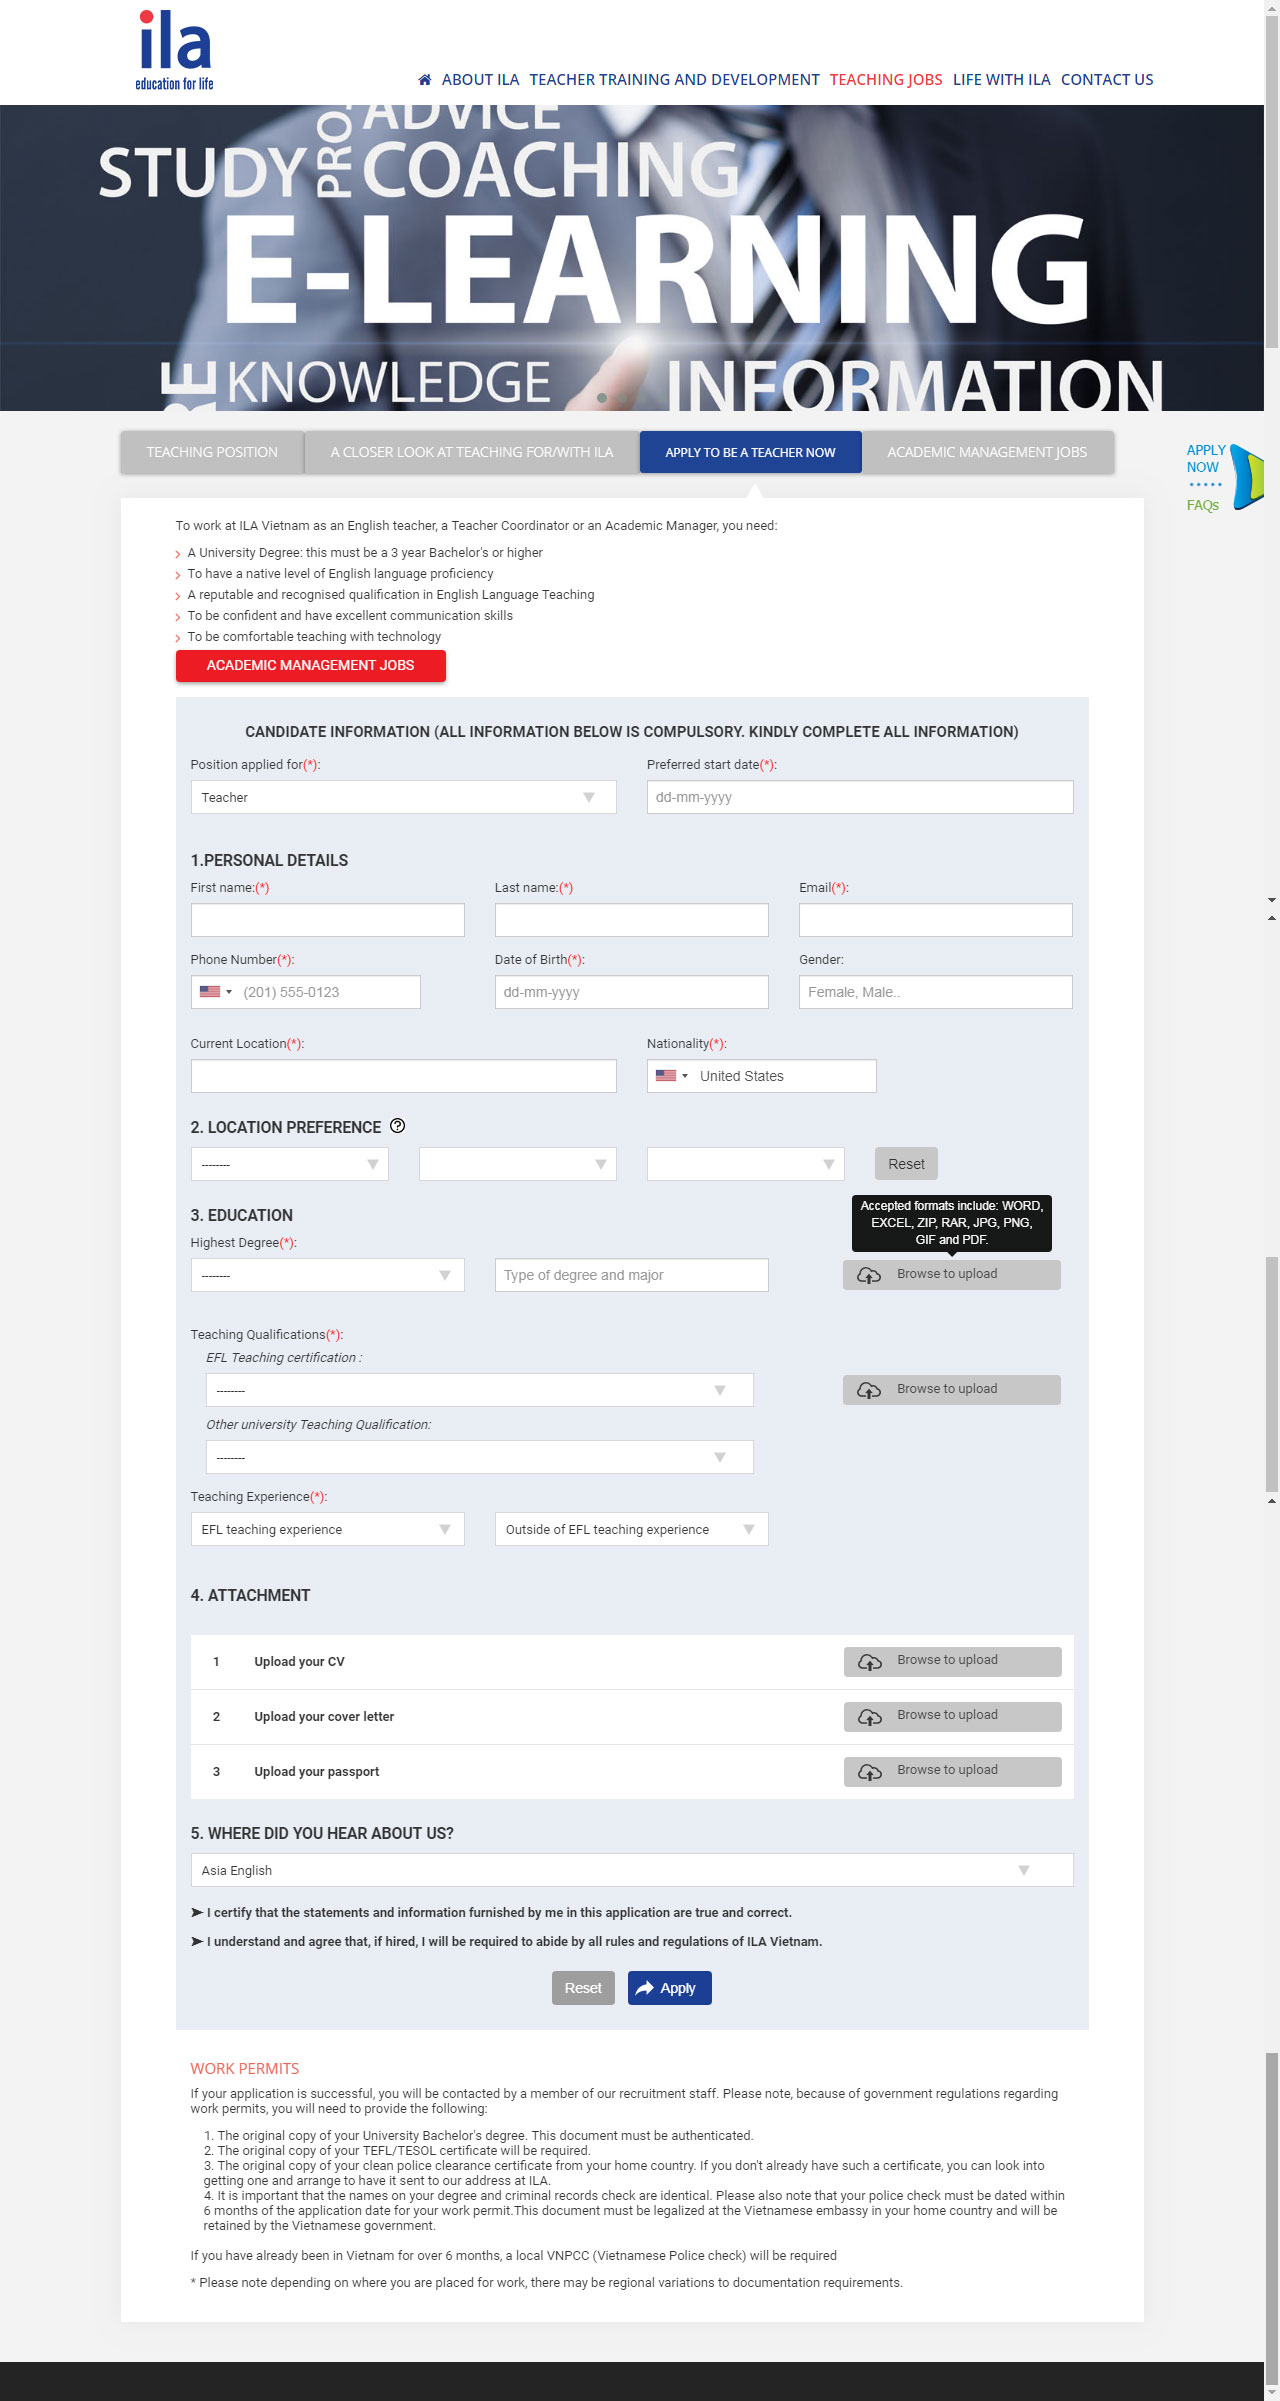 ila
education for life
ABOUT ILA TEACHER TRAINING AND DEVELOPMENT TEACHING JOBS LIFE WITH ILA CONTACT US
ADVICE
PRO
STUDY COACHING
E-LEARNING
RE KNOWLEDGE INFORMATION
TEACHING POSITION A CLOSER LOOK AT TEACHING FOR/WITH ILA APPLY TO BE A TEACHER NOW ACADEMIC MANAGEMENT JOBS
APPLY
NOW
FAQs
To work at ILA Vietnam as an English teacher, a Teacher Coordinator or an Academic Manager, you need:
A University Degree: this must be a 3 year Bachelor's or higher
To have a native level of English language proficiency
A reputable and recognised qualification in English Language Teaching
To be confident and have excellent communication skills
To be comfortable teaching with technology
ACADEMIC MANAGEMENT JOBS
CANDIDATE INFORMATION (ALL INFORMATION BELOW IS COMPULSORY. KINDLY COMPLETE ALL INFORMATION)
Position applied for(*): Preferred start date(*):
Teacher dd-mm-yyyy
1.PERSONAL DETAILS
First name:(*) Last name:(*) Email(*):
Phone Number(*): Date of Birth(*): Gender:
(201) 555-0123 dd-mm-yyyy Female, Male..
Current Location(*): Nationality(*):
United States
2. LOCATION PREFERENCE ?
-------- Reset
3. EDUCATION
Accepted formats include: WORD,
EXCEL, ZIP, RAR, JPG, PNG,
GIF and PDF.
Highest Degree(*):
-------- Type of degree and major Browse to upload
Teaching Qualifications(*):
EFL Teaching certification :
-------- Browse to upload
Other university Teaching Qualification:
--------
Teaching Experience(*):
EFL teaching experience Outside of EFL teaching experience
4. ATTACHMENT
1 Upload your CV Browse to upload
2 Upload your cover letter Browse to upload
3 Upload your passport Browse to upload
5. WHERE DID YOU HEAR ABOUT US?
Asia English
➤ I certify that the statements and information furnished by me in this application are true and correct.
➤ I understand and agree that, if hired, I will be required to abide by all rules and regulations of ILA Vietnam.
Reset Apply
WORK PERMITS
If your application is successful, you will be contacted by a member of our recruitment staff. Please note, because of government regulations regarding
work permits, you will need to provide the following:
1. The original copy of your University Bachelor's degree. This document must be authenticated.
2. The original copy of your TEFL/TESOL certificate will be required.
3. The original copy of your clean police clearance certificate from your home country. If you don't already have such a certificate, you can look into
getting one and arrange to have it sent to our address at ILA.
4. It is important that the names on your degree and criminal records check are identical. Please also note that your police check must be dated within
6 months of the application date for your work permit.This document must be legalized at the Vietnamese embassy in your home country and will be
retained by the Vietnamese government.
If you have already been in Vietnam for over 6 months, a local VNPCC (Vietnamese Police check) will be required
* Please note depending on where you are placed for work, there may be regional variations to documentation requirements.